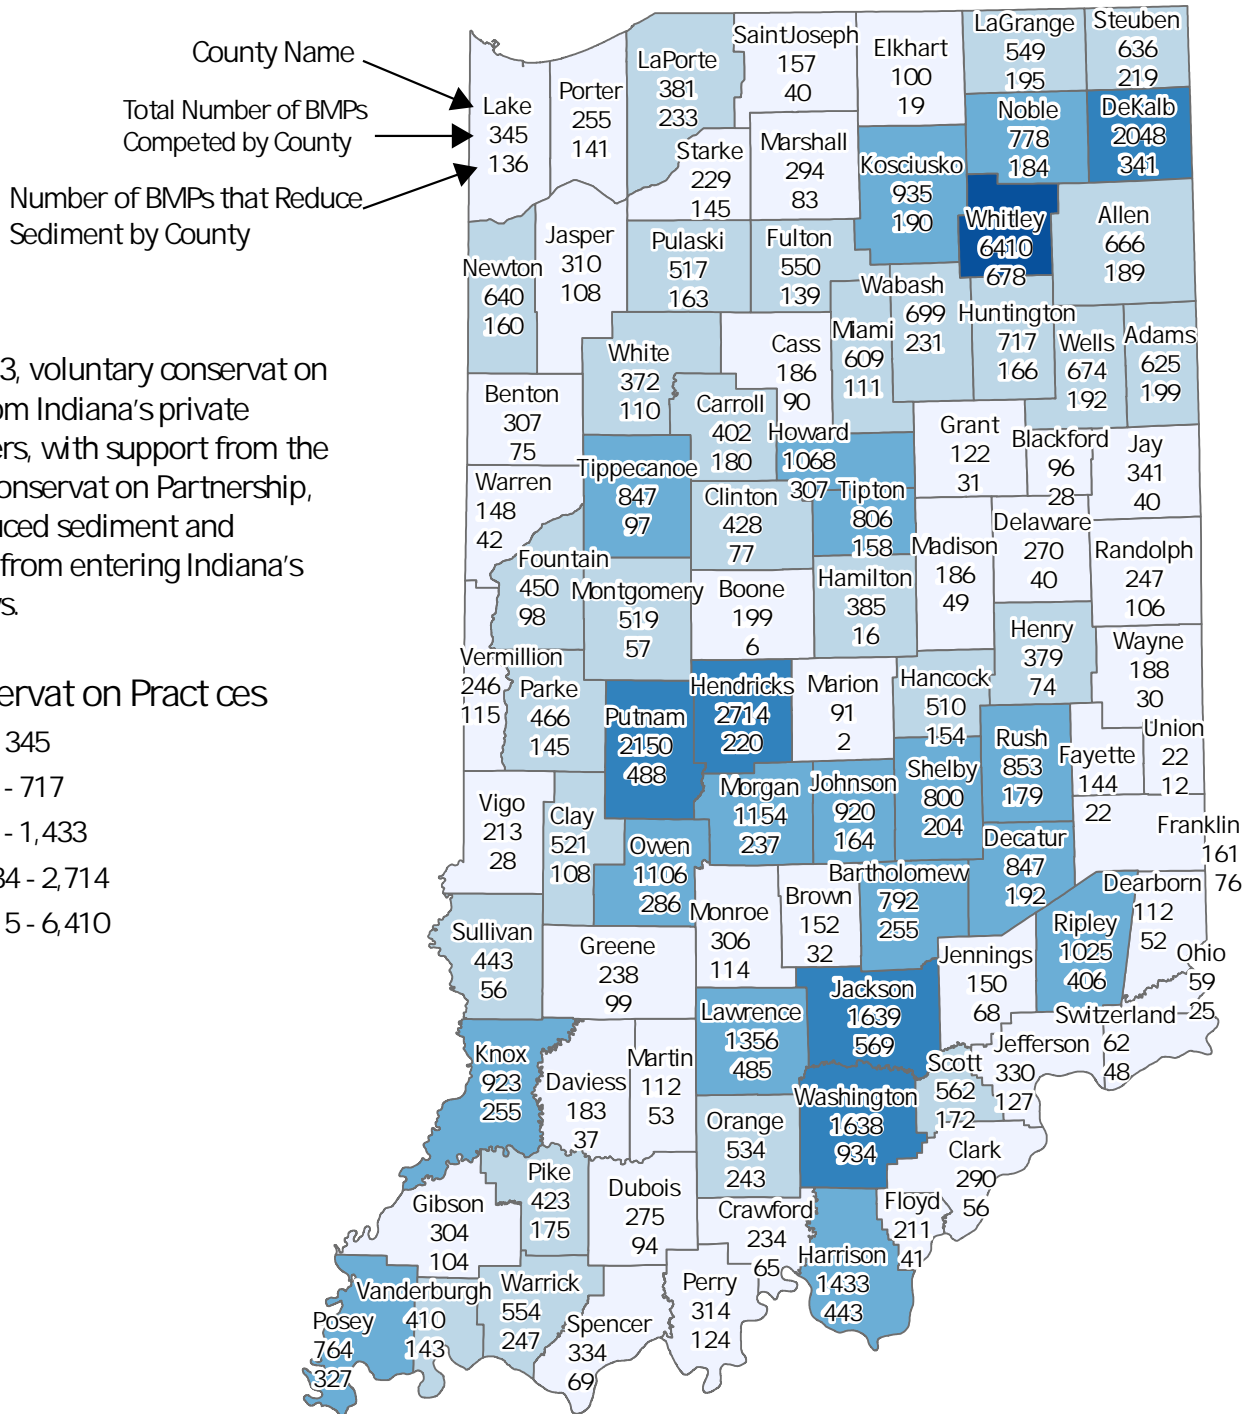 County Name
Total Number of BMPs
Competed by County
Number of BMPs that Reduce
Sediment by County
3, voluntary conservat on
om Indiana's private
ers, with support from the
onservat on Partnership,
uced sediment and
from entering Indiana's
s.
ervat on Pract ces
345
- 717
- 1,433
34 - 2,714
5 - 6,410
Lake
345
136
Porter
255
141
LaPorte
381
233
SaintJoseph
157
40
Elkhart
100
19
LaGrange
549
195
Steuben
636
219
Starke
229
145
Marshall
294
83
Kosciusko
935
190
Noble
778
184
DeKalb
2048
341
Newton
640
160
Jasper
310
108
Pulaski
517
163
Fulton
550
139
Whitley
6410
678
Allen
666
189
Wabash
699
231
Huntington
717
166
White
372
110
Cass
186
90
Miami
609
111
Wells
674
192
Adams
625
199
Benton
307
75
Carroll
402
180
Howard
1068
307
Grant
122
31
Blackford
96
28
Jay
341
40
Warren
148
42
Tippecanoe
847
97
Clinton
428
77
Tipton
806
158
Madison
186
49
Delaware
270
40
Randolph
247
106
Fountain
450
98
Montgomery
519
57
Boone
199
6
Hamilton
385
16
Henry
379
74
Wayne
188
30
Vermillion
246
115
Parke
466
145
Putnam
2150
488
Hendricks
2714
220
Marion
91
2
Hancock
510
154
Rush
853
179
Fayette
144
22
Union
22
12
Vigo
213
28
Clay
521
108
Owen
1106
286
Morgan
1154
237
Johnson
920
164
Shelby
800
204
Decatur
847
192
Franklin
161
76
Sullivan
443
56
Greene
238
99
Monroe
306
114
Brown
152
32
Bartholomew
792
255
Jennings
150
68
Ripley
1025
406
Dearborn
112
52
Ohio
59
25
Knox
923
255
Daviess
183
37
Martin
112
53
Lawrence
1356
485
Jackson
1639
569
Scott
562
172
Jefferson
330
127
Switzerland
62
48
Orange
534
243
Washington
1638
934
Clark
290
56
Gibson
304
104
Pike
423
175
Dubois
275
94
Crawford
234
65
Harrison
1433
443
Floyd
211
41
Posey
764
327
Vanderburgh
410
143
Warrick
554
247
Spencer
334
69
Perry
314
124